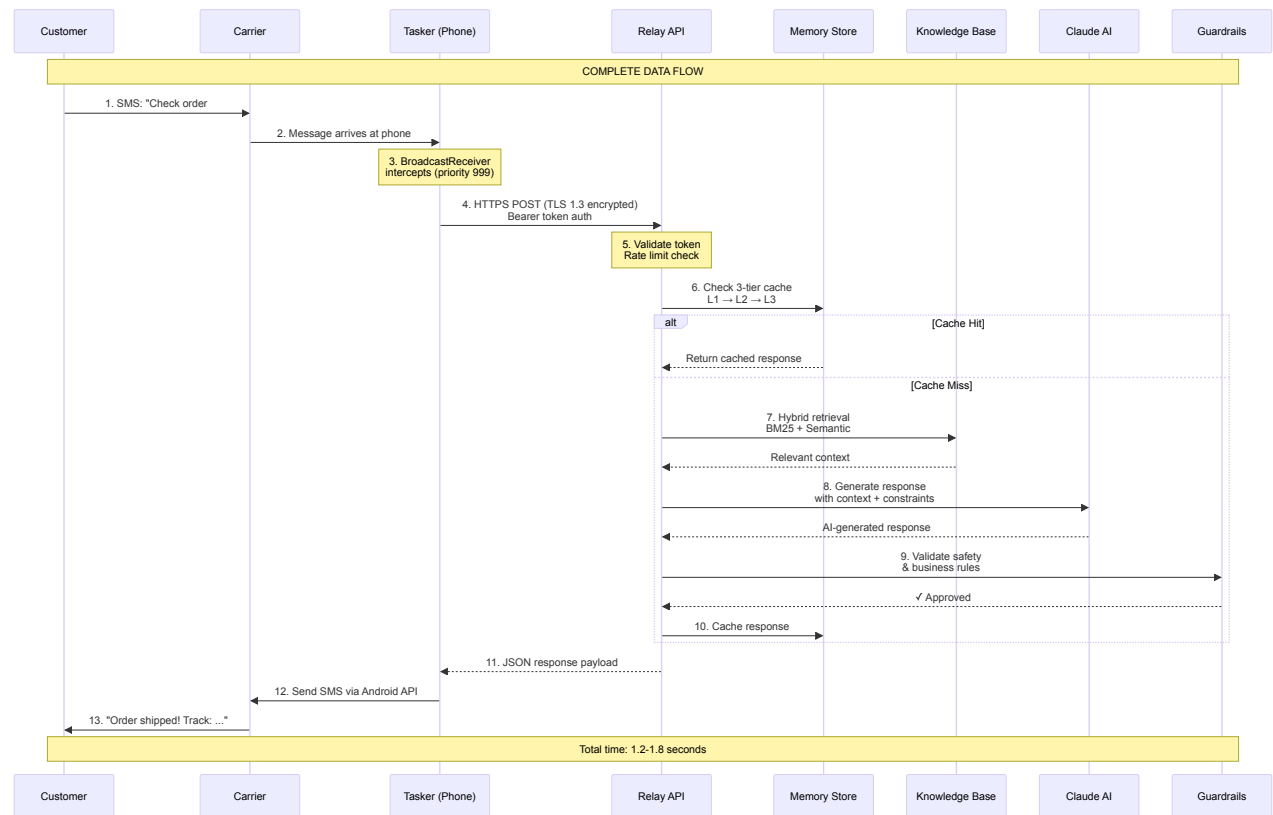 Customer
Carrier
Tasker (Phone)
Relay API
Memory Store
Knowledge Base
Claude AI
Guardrails
COMPLETE DATA FLOW
1. SMS: "Check order
2. Message arrives at phone
3. BroadcastReceiver
intercepts (priority 999)
4. HTTPS POST (TLS 1.3 encrypted)
Bearer token auth
5. Validate token
Rate limit check
6. Check 3-tier cache
L1 → L2 → L3
alt
[Cache Hit]
Return cached response
[Cache Miss]
7. Hybrid retrieval
BM25 + Semantic
Relevant context
8. Generate response
with context + constraints
AI-generated response
9. Validate safety
& business rules
✓ Approved
10. Cache response
11. JSON response payload
12. Send SMS via Android API
13. "Order shipped! Track: ..."
Total time: 1.2-1.8 seconds
Customer
Carrier
Tasker (Phone)
Relay API
Memory Store
Knowledge Base
Claude AI
Guardrails